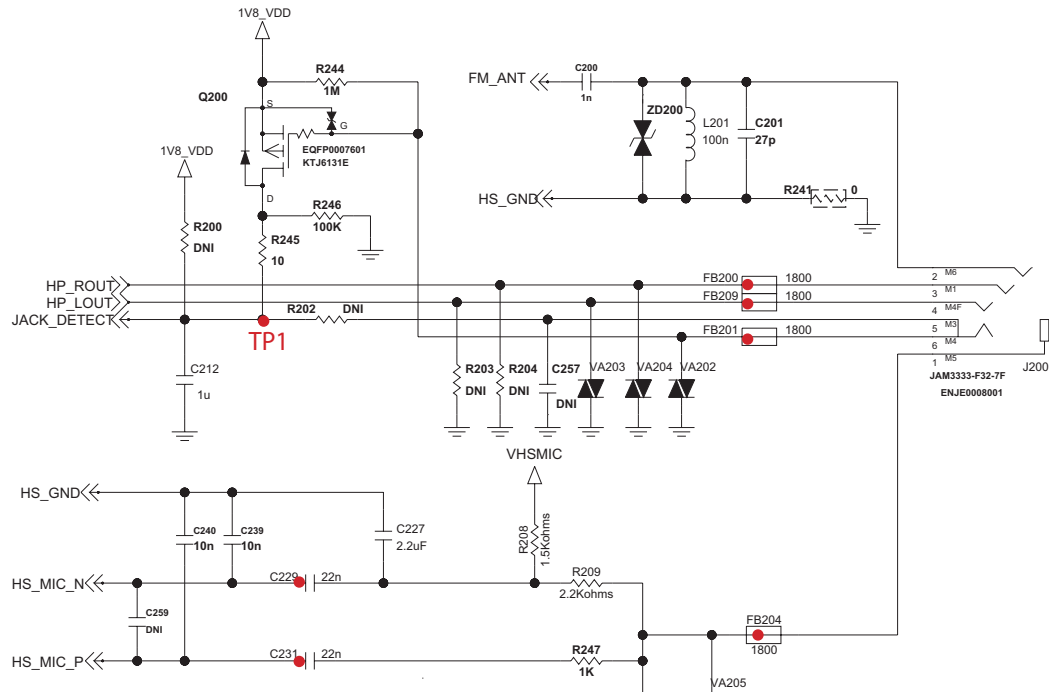 1V8_VDD
R244
1M
Q200
S
G
EQFP0007601
KTJ6131E
D
1V8_VDD
R246
100K
R200
DNI
R245
10
FM_ANT
C200
1n
ZD200
L201
100n
C201
27p
HS_GND
R241
0
HP_ROUT
HP_LOUT
JACK_DETECT
TP1
R202
DNI
FB200
1800
FB209
1800
FB201
1800
2
M6
3
M1
4
M4F
5
M3
6
M4
1
M5
J200
JAM3333-F32-7F
ENJE0008001
C212
1u
R203
DNI
R204
DNI
C257
DNI
VA203
VA204
VA202
VHSMIC
HS_GND
C240
10n
C239
10n
C227
2.2uF
R208
1.5Kohms
HS_MIC_N
C229
22n
R209
2.2Kohms
C259
DNI
FB204
1800
HS_MIC_P
C231
22n
R247
1K
VA205